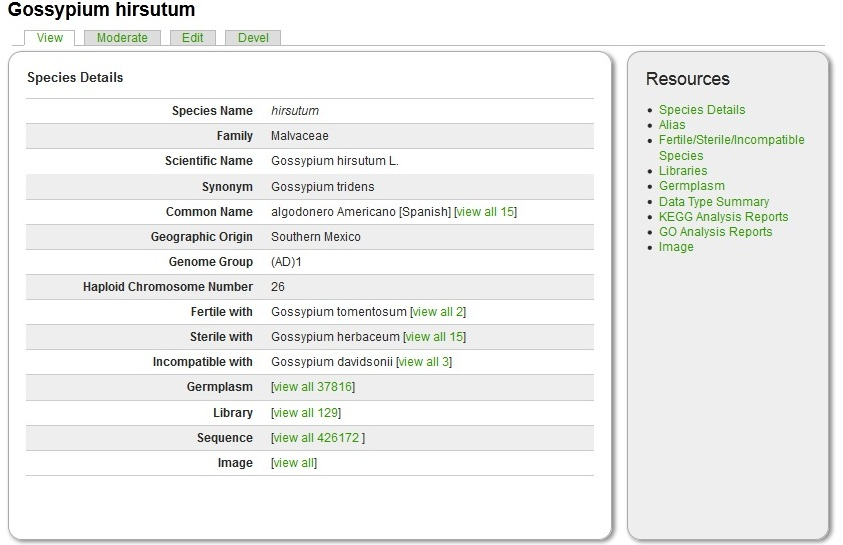 Gossypium hirsutum
View Moderate Edit Devel
Species Details
Species Name hirsutum
Family Malvaceae
Scientific Name Gossypium hirsutum L.
Synonym Gossypium tridens
Common Name algodonero Americano [Spanish] [view all 15]
Geographic Origin Southern Mexico
Genome Group (AD)1
Haploid Chromosome Number 26
Fertile with Gossypium tomentosum [view all 2]
Sterile with Gossypium herbaceum [view all 15]
Incompatible with Gossypium davidsonii [view all 3]
Germplasm [view all 37816]
Library [view all 129]
Sequence [view all 426172 ]
Image [view all]
Resources
Species Details
Alias
Fertile/Sterile/Incompatible
Species
Libraries
Germplasm
Data Type Summary
KEGG Analysis Reports
GO Analysis Reports
Image